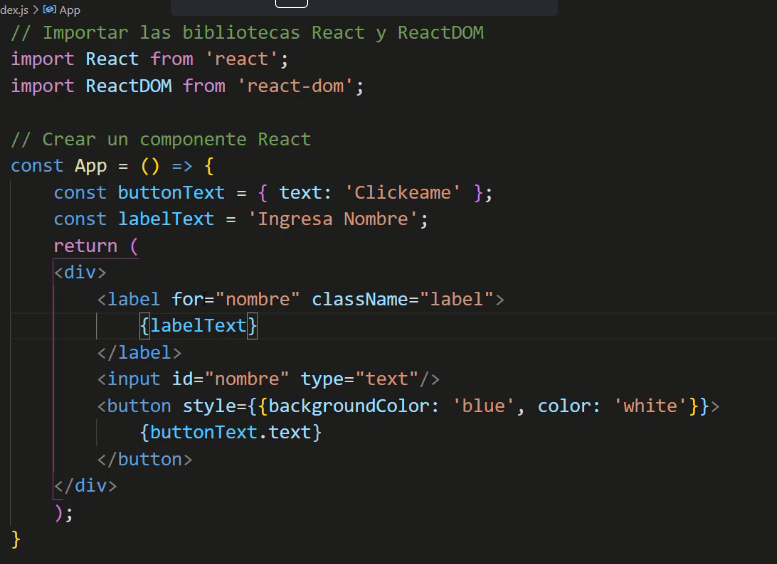 dex.js > App
// Importar las bibliotecas React y ReactDOM
import React from 'react';
import ReactDOM from 'react-dom';
// Crear un componente React
const App = () => {
const buttonText = { text: 'Clickeame' };
const labelText = 'Ingresa Nombre';
return (
<div>
<label for="nombre" className="label">
{labelText}
</label>
<input id="nombre" type="text"/>
<button style={{backgroundColor: 'blue', color: 'white'}}>
{buttonText.text}
</button>
</div>
);
}